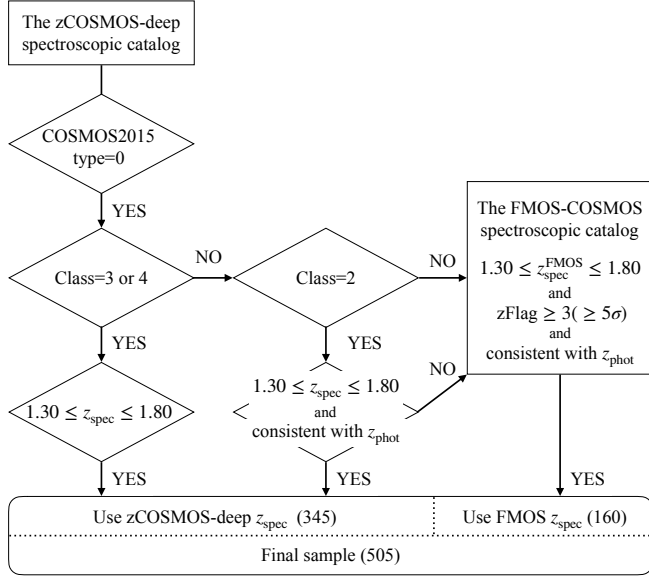 The zCOSMOS-deep
spectroscopic catalog
COSMOS2015
type=0
YES
Class=3 or 4
NO
Class=2
NO
The FMOS-COSMOS
spectroscopic catalog
1.30 ≤ z_spec^FMOS ≤ 1.80
and
zFlag ≥ 3( ≥ 5σ)
and
consistent with z_phot
YES
1.30 ≤ z_spec ≤ 1.80
YES
1.30 ≤ z_spec ≤ 1.80
and
consistent with z_phot
NO
YES
YES
YES
Use zCOSMOS-deep z_spec (345)
Use FMOS z_spec (160)
Final sample (505)